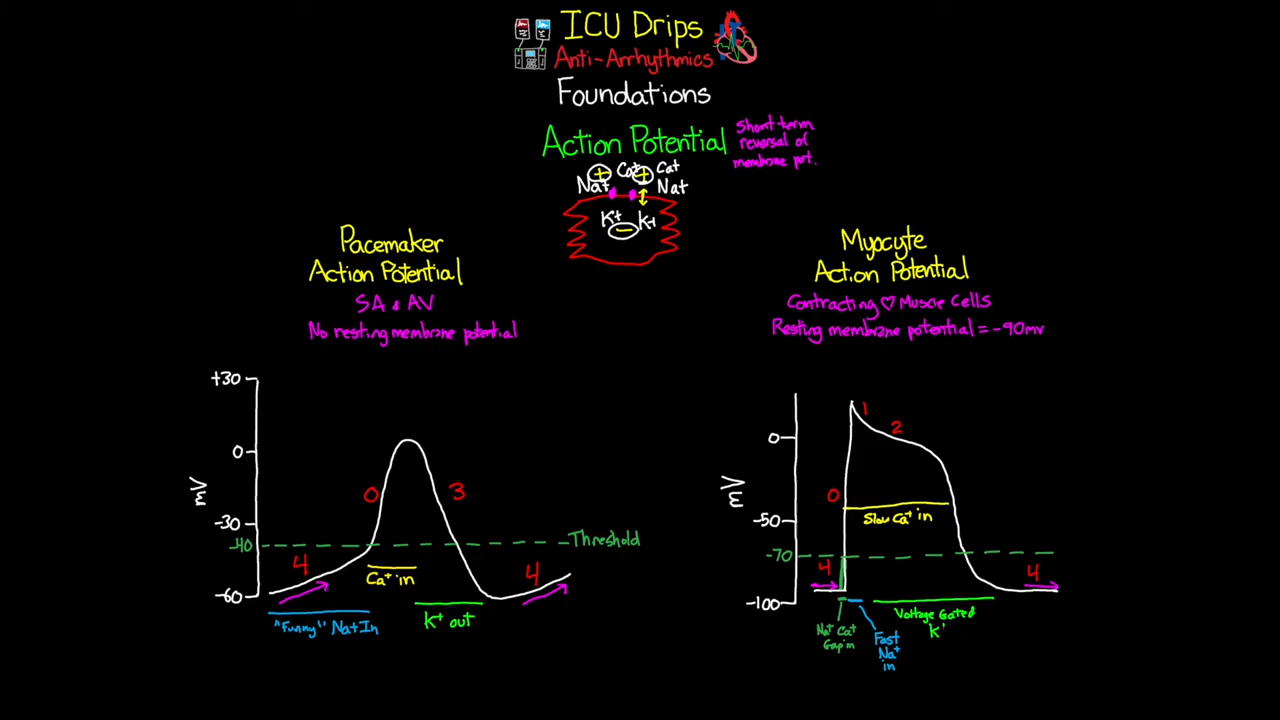 ICU Drips
Anti-Arrhythmics
Foundations
Action Potential
Short term
reversal of
membrane pot.
+ Ca+ + Ca+
Na+ Na+
K+ K+
−
Pacemaker
Action Potential
SA & AV
No resting membrane potential
+30
0
-30
-40
-60
mV
4
0
3
4
Threshold
Ca+ in
"Funny" Na+ In
K+ out
Myocyte
Action Potential
Contracting ♡ Muscle Cells
Resting membrane potential = -90mv
0
-50
-70
-100
mV
4
0
1
2
4
Slow Ca+ in
Na+ Ca+
Gap in
Fast
Na+
in
Voltage Gated
K+